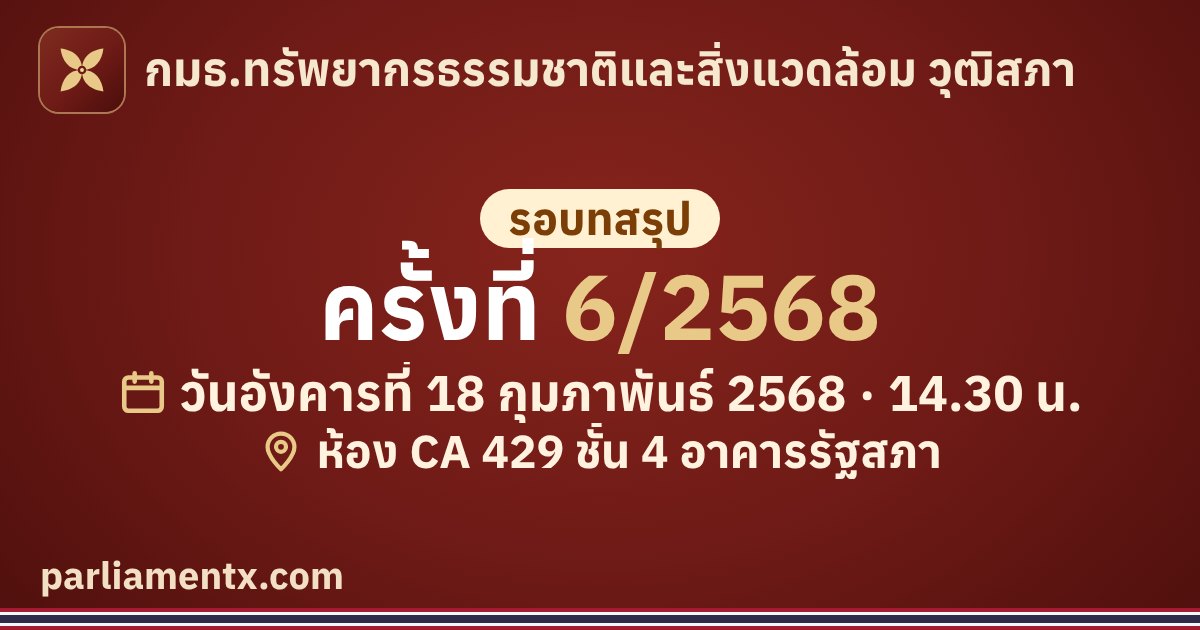 กมธ.ทรัพยากรธรรมชาติและสิ่งแวดล้อม วุฒิสภา
รอบทสรุป
ครั้งที่ 6/2568
วันอังคารที่ 18 กุมภาพันธ์ 2568 · 14.30 น.
ห้อง CA 429 ชั้น 4 อาคารรัฐสภา
parliamentx.com